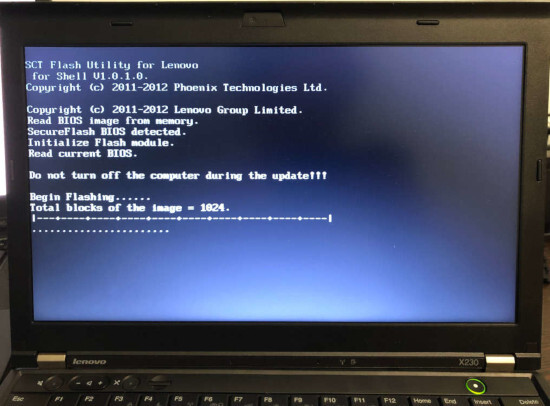 SCT Flash Utility for Lenovo
for Shell V1.0.1.0.
Copyright (c) 2011-2012 Phoenix Technologies Ltd.
Copyright (c) 2011-2012 Lenovo Group Limited.
Read BIOS image from memory.
SecureFlash BIOS detected.
Initialize Flash module.
Read current BIOS.
Do not turn off the computer during the update!!!
Begin Flashing......
Total blocks of the image = 1024.
|---+----+----+----+----+----+----+----+----+----|
.......................
lenovo
X230
Esc F1 F2 F3 F4 F5 F6 F7 F8 F9 F10 F11 F12 Home End Insert Delete